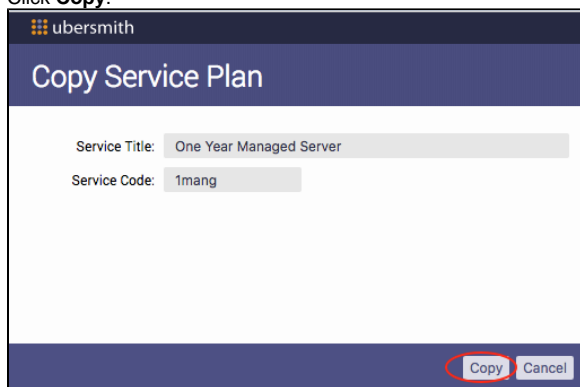 Click Copy.
ubersmith
Copy Service Plan
Service Title: One Year Managed Server
Service Code: 1mang
Copy Cancel